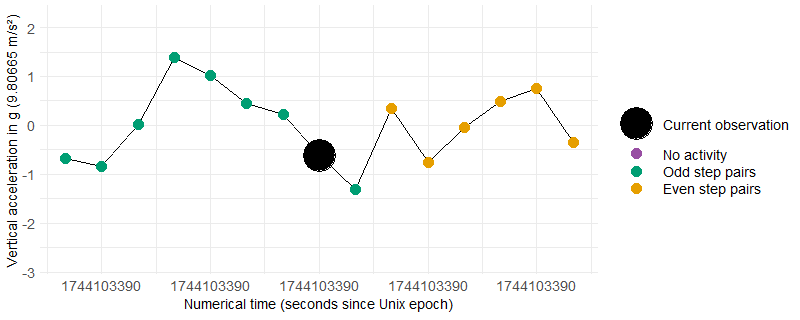 Vertical acceleration in g (9.80665 m/s²)
2
1
0
-1
-2
-3
1744103390 1744103390 1744103390 1744103390 1744103390
Numerical time (seconds since Unix epoch)
Current observation
No activity
Odd step pairs
Even step pairs